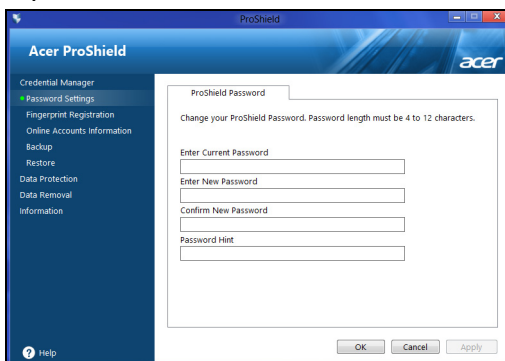 ProShield
Acer ProShield
acer
Credential Manager
Password Settings
Fingerprint Registration
Online Accounts Information
Backup
Restore
Data Protection
Data Removal
Information
Help
ProShield Password
Change your ProShield Password. Password length must be 4 to 12 characters.
Enter Current Password
Enter New Password
Confirm New Password
Password Hint
OK Cancel Apply